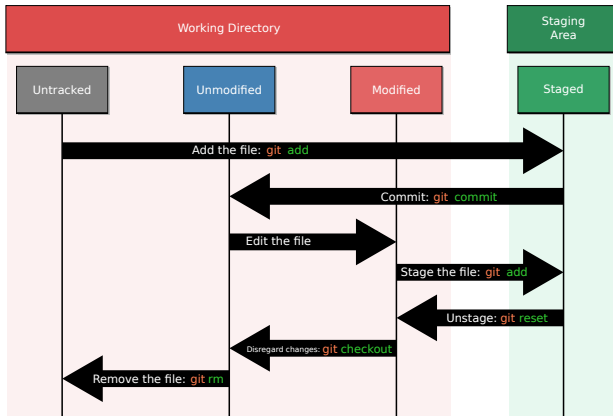 Working Directory
Staging
Area
Untracked
Unmodified
Modified
Staged
Add the file: git add
Commit: git commit
Edit the file
Stage the file: git add
Unstage: git reset
Disregard changes: git checkout
Remove the file: git rm